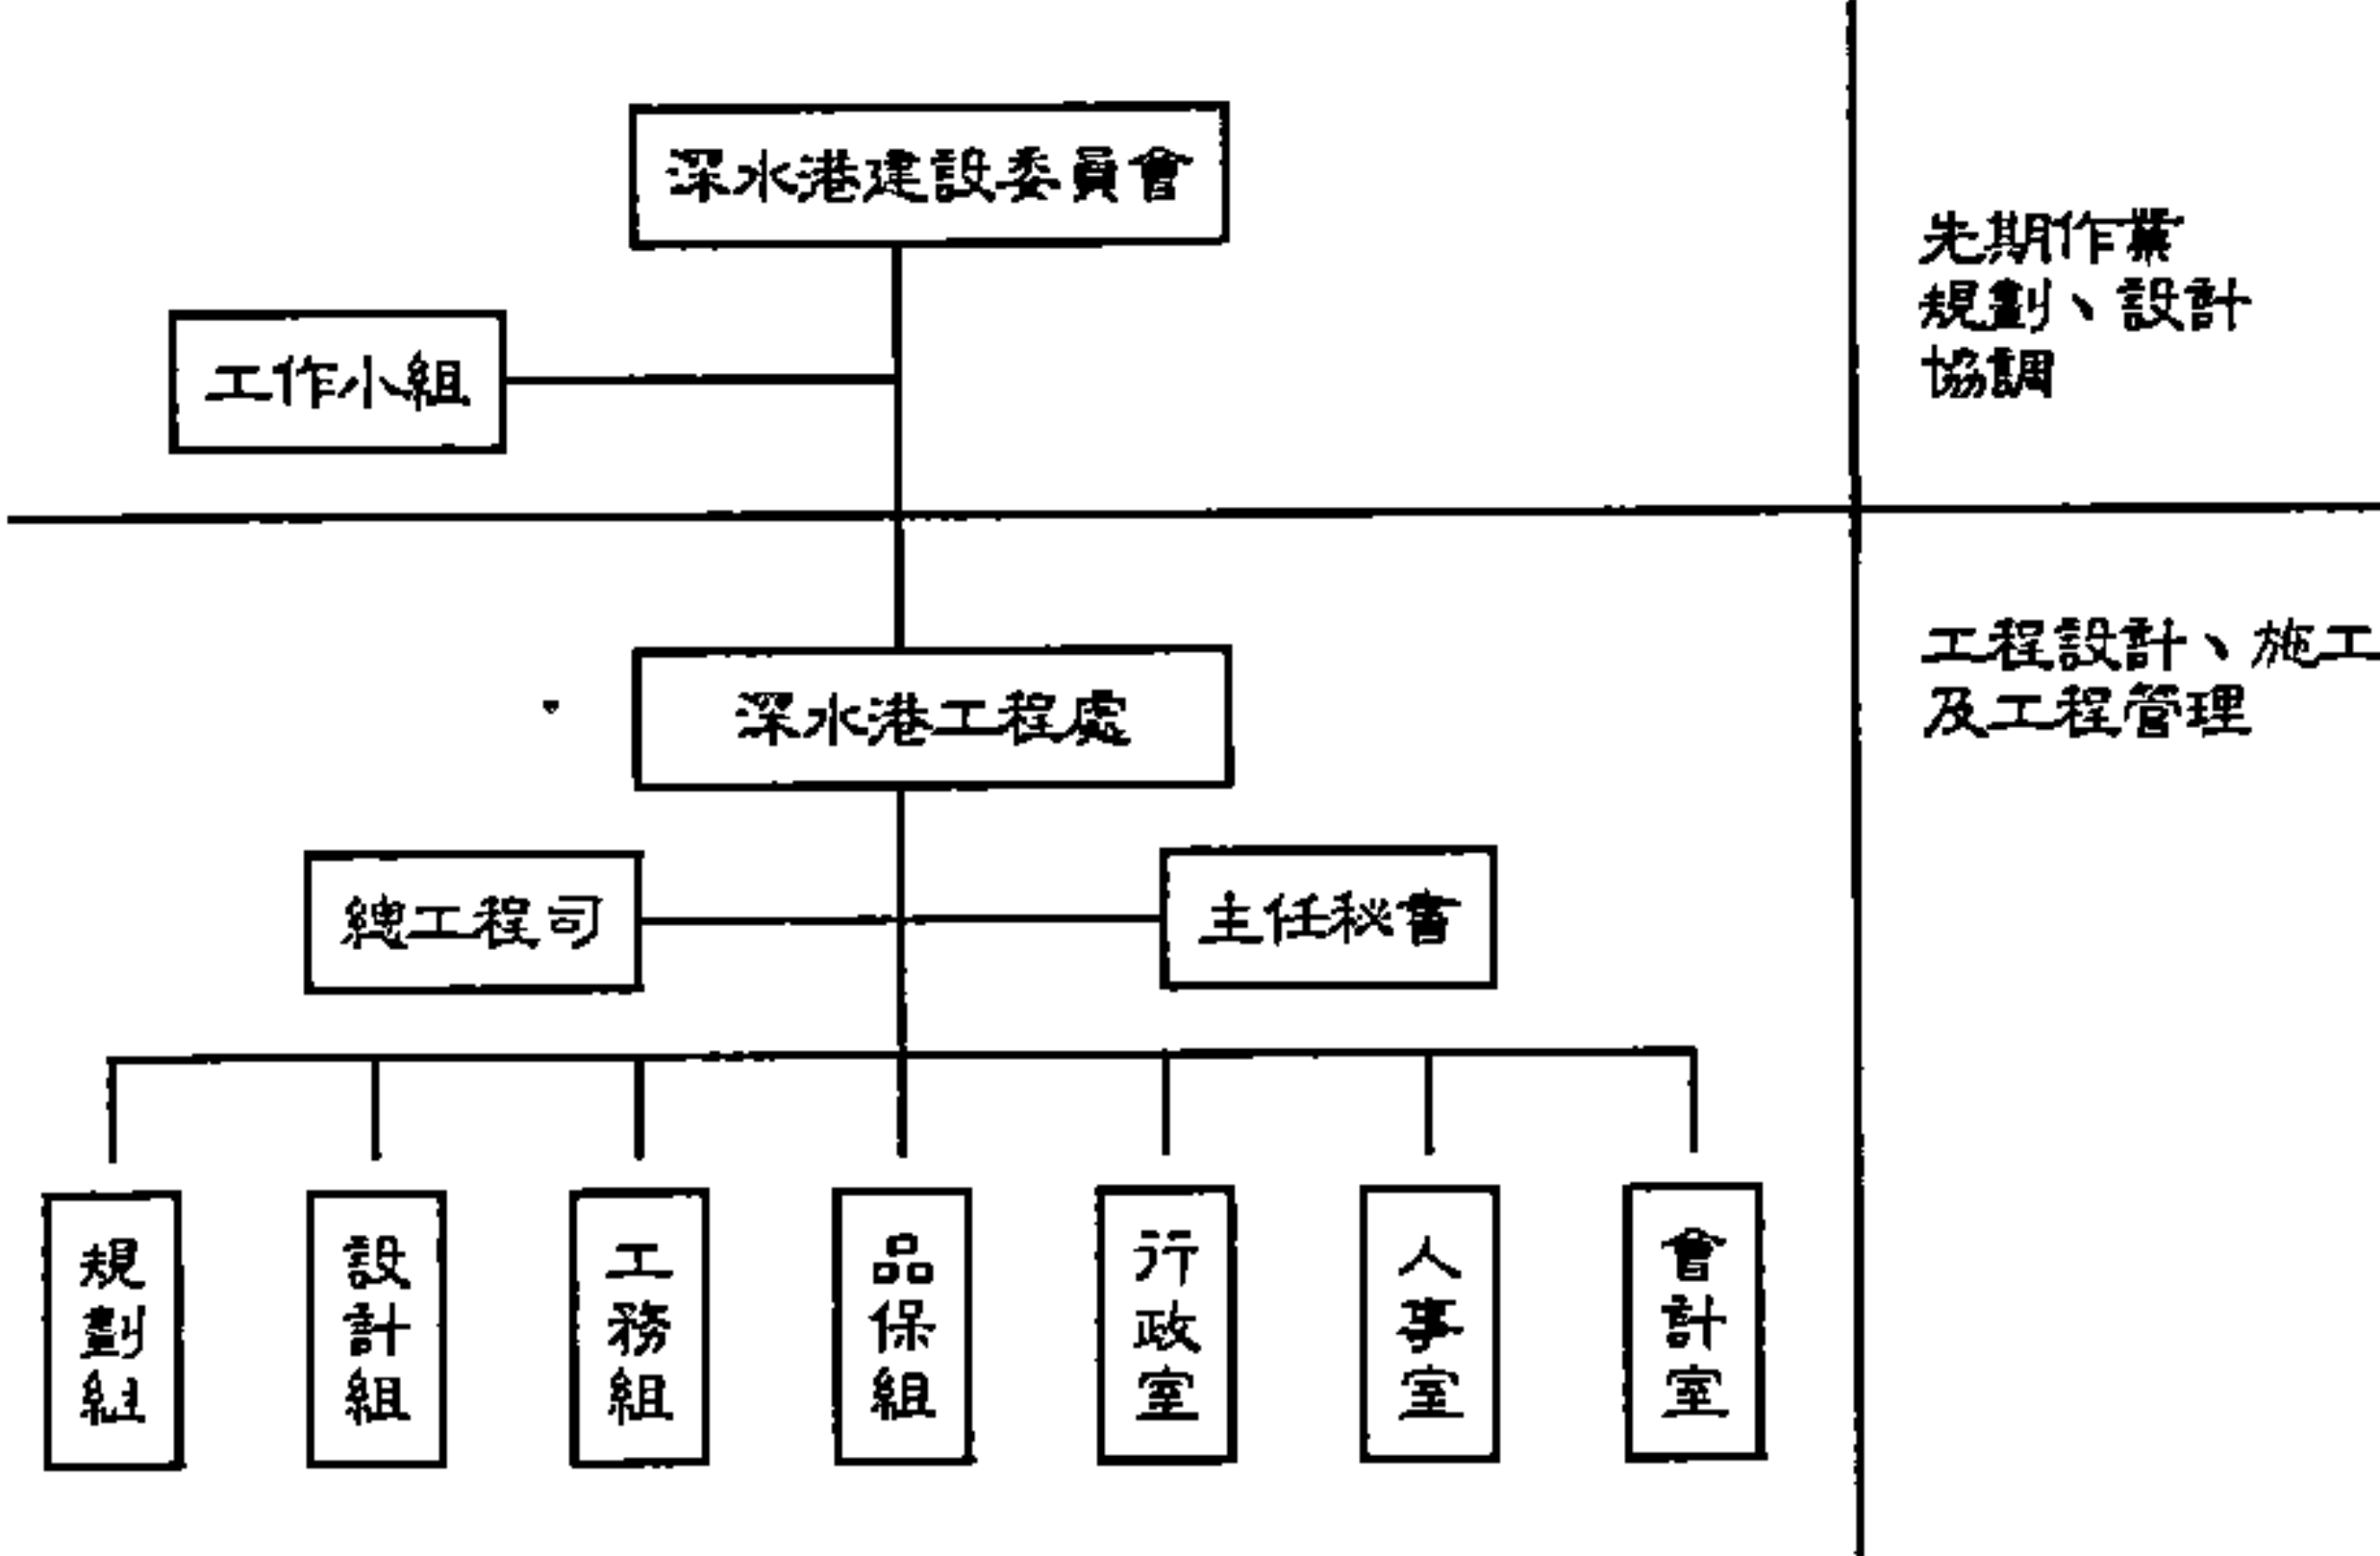 深水港建設委員會
先期作業
規劃、設計
協調
工作小組
工程設計、施工
及工程管理
深水港工程處
總工程司
主任秘書
規劃組
設計組
工務組
品保組
行政室
人事室
會計室